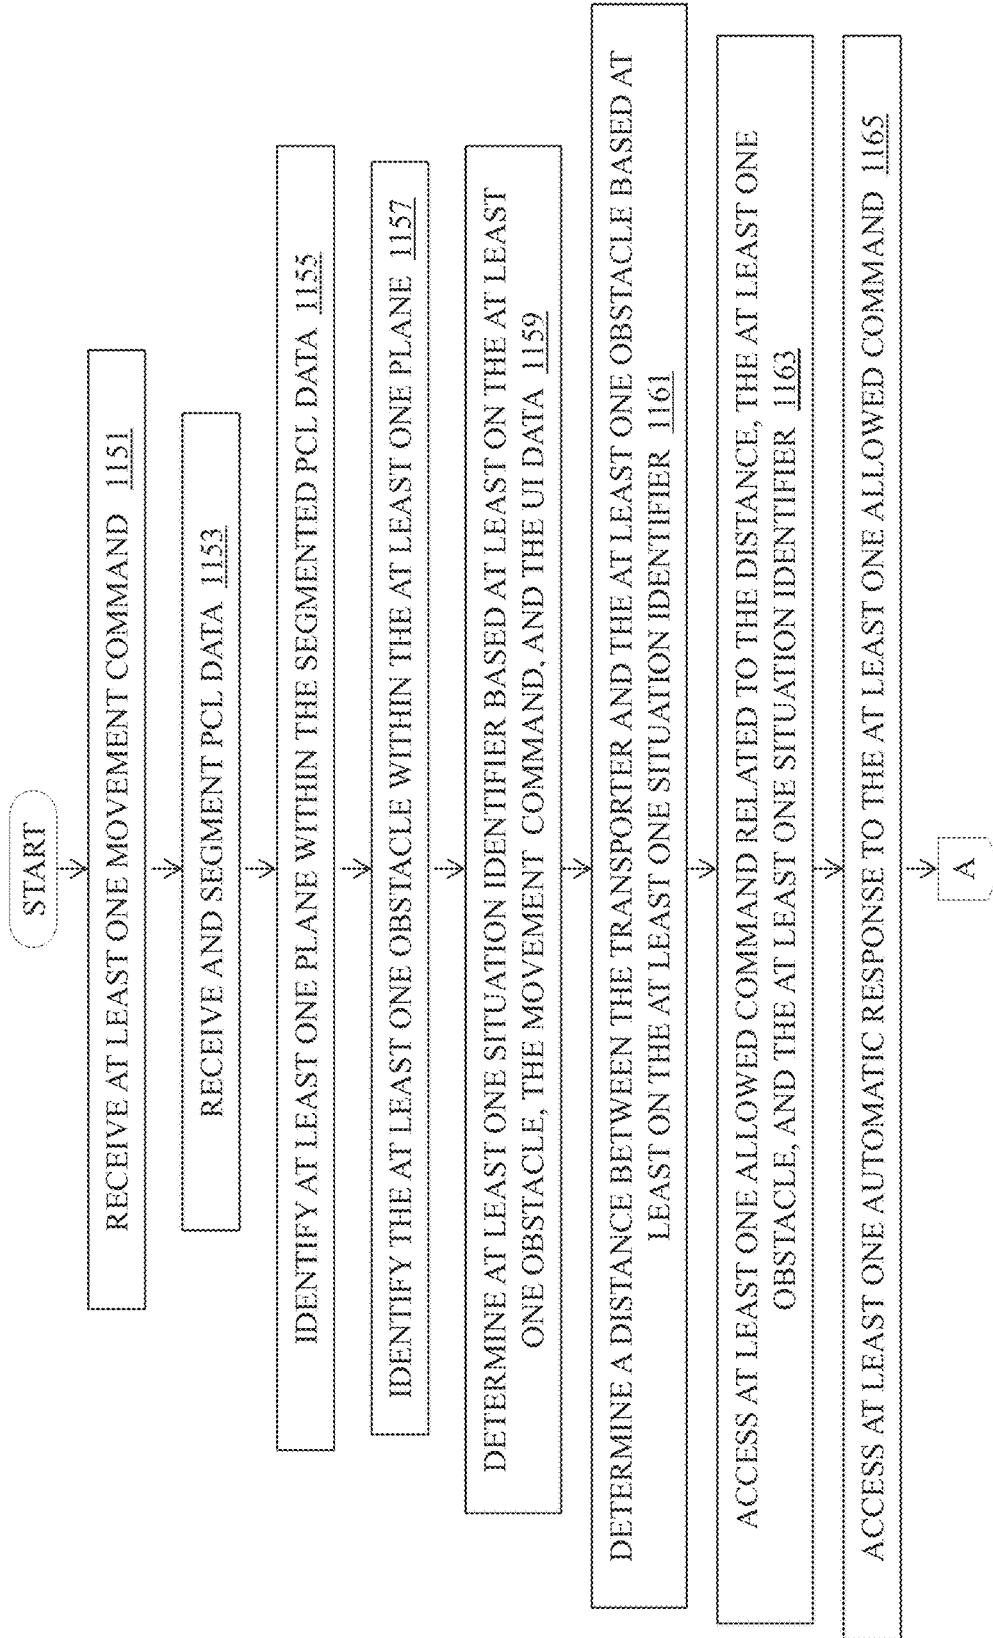 START
RECEIVE AT LEAST ONE MOVEMENT COMMAND 1151
RECEIVE AND SEGMENT PCL DATA 1153
IDENTIFY AT LEAST ONE PLANE WITHIN THE SEGMENTED PCL DATA 1155
IDENTIFY THE AT LEAST ONE OBSTACLE WITHIN THE AT LEAST ONE PLANE 1157
DETERMINE AT LEAST ONE SITUATION IDENTIFIER BASED AT LEAST ON THE AT LEAST
ONE OBSTACLE, THE MOVEMENT COMMAND, AND THE UI DATA 1159
DETERMINE A DISTANCE BETWEEN THE TRANSPORTER AND THE AT LEAST ONE OBSTACLE BASED AT
LEAST ON THE AT LEAST ONE SITUATION IDENTIFIER 1161
ACCESS AT LEAST ONE ALLOWED COMMAND RELATED TO THE DISTANCE, THE AT LEAST ONE
OBSTACLE, AND THE AT LEAST ONE SITUATION IDENTIFIER 1163
ACCESS AT LEAST ONE AUTOMATIC RESPONSE TO THE AT LEAST ONE ALLOWED COMMAND 1165
A